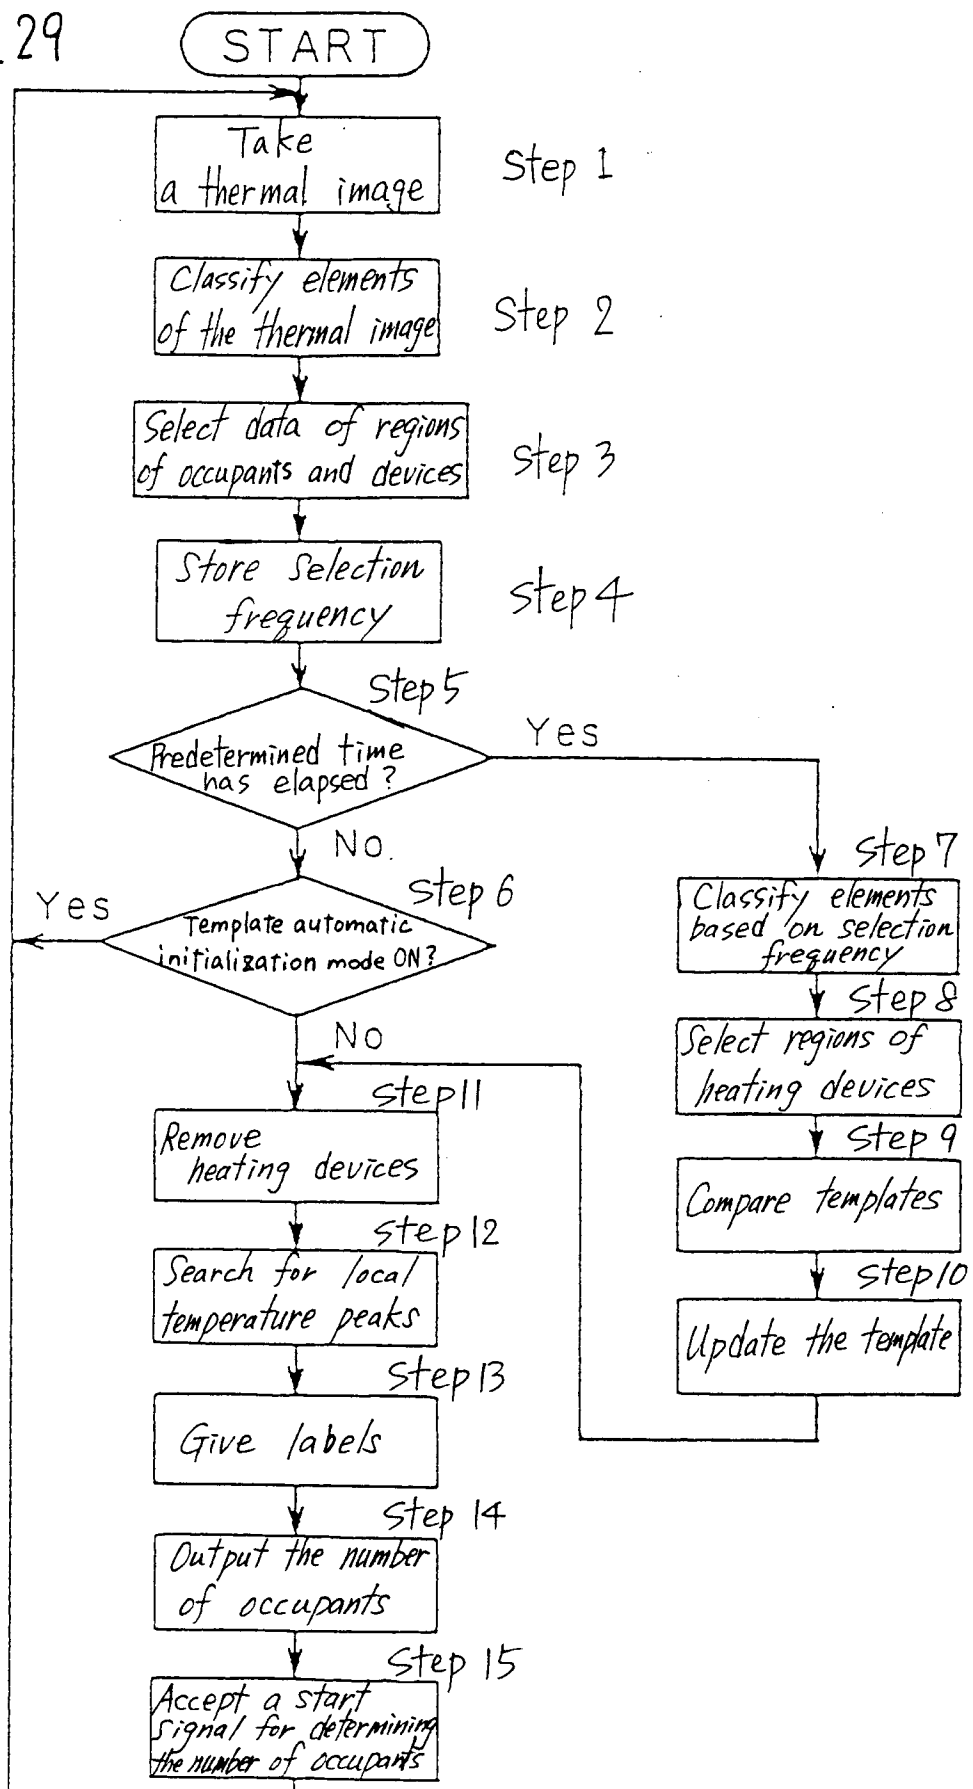 . 29
START
Take
a thermal image
Step 1
Classify elements
of the thermal image
Step 2
Select data of regions
of occupants and devices
Step 3
Store selection
frequency
Step 4
Step 5
Predetermined time
has elapsed?
Yes
No.
Step 6
Template automatic
initialization mode ON?
Yes
No
Step 7
Classify elements
based on selection
frequency
Step 8
Select regions of
heating devices
Step 9
Compare templates
Step 10
Update the template
Step 11
Remove
heating devices
Step 12
Search for local
temperature peaks
Step 13
Give labels
Step 14
Output the number
of occupants
Step 15
Accept a start
signal for determining
the number of occupants